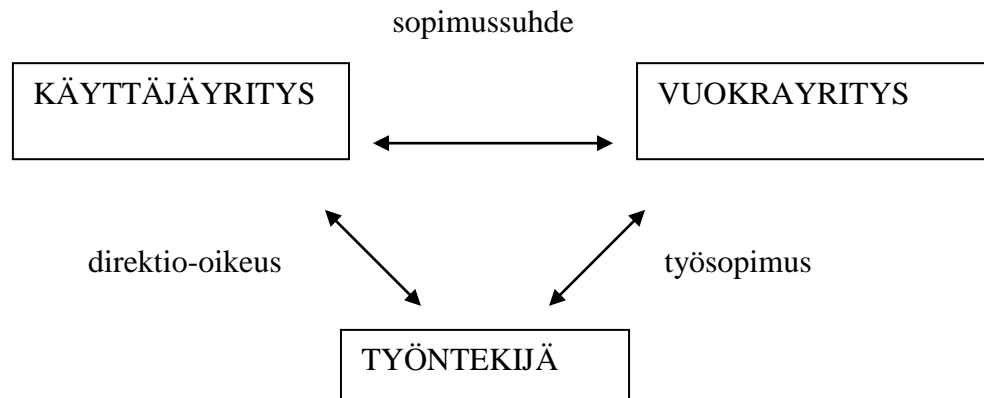 sopimussuhde
KÄYTTÄJÄYRITYS
VUOKRAYRITYS
direktio-oikeus
työsopimus
TYÖNTEKIJÄ